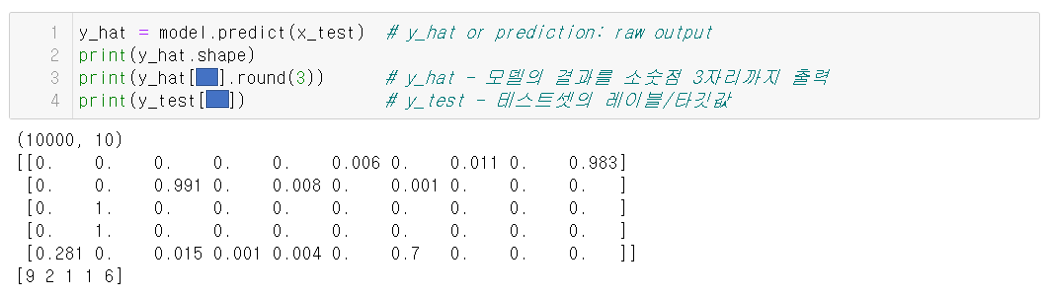 1 y_hat = model.predict(x_test) # y_hat or prediction: raw output
2 print(y_hat.shape)
3 print(y_hat[].round(3)) # y_hat - 모델의 결과를 소숫점 3자리까지 출력
4 print(y_test[]) # y_test - 테스트셋의 레이블/타깃값
(10000, 10)
[[0. 0. 0. 0. 0. 0.006 0. 0.011 0. 0.983]
[0. 0. 0.991 0. 0.008 0. 0.001 0. 0. 0. ]
[0. 1. 0. 0. 0. 0. 0. 0. 0. 0. ]
[0. 1. 0. 0. 0. 0. 0. 0. 0. 0. ]
[0.281 0. 0.015 0.001 0.004 0. 0.7 0. 0. 0. ]]
[9 2 1 1 6]